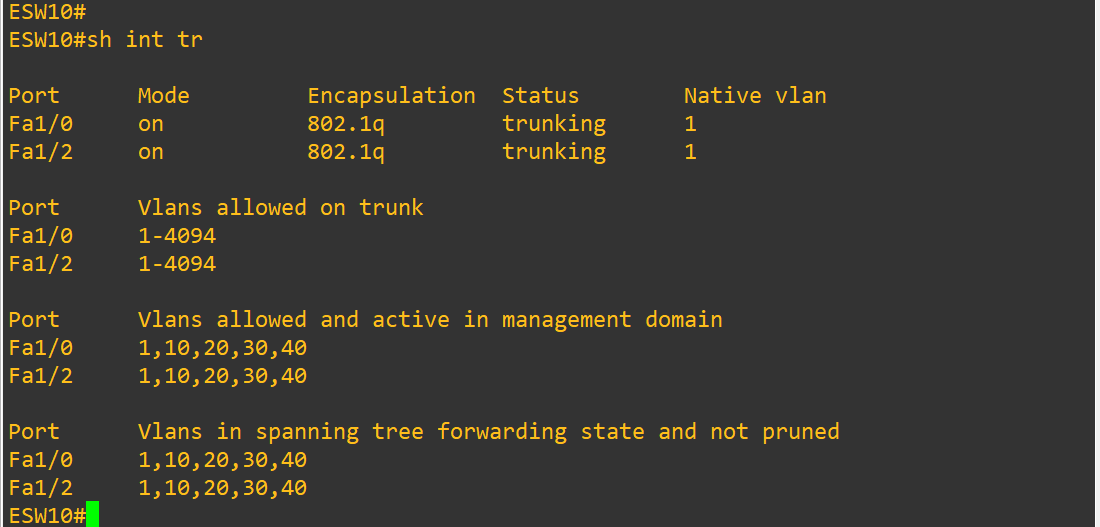 ESW10#
ESW10#sh int tr
Port Mode Encapsulation Status Native vlan
Fa1/0 on 802.1q trunking 1
Fa1/2 on 802.1q trunking 1
Port Vlans allowed on trunk
Fa1/0 1-4094
Fa1/2 1-4094
Port Vlans allowed and active in management domain
Fa1/0 1,10,20,30,40
Fa1/2 1,10,20,30,40
Port Vlans in spanning tree forwarding state and not pruned
Fa1/0 1,10,20,30,40
Fa1/2 1,10,20,30,40
ESW10#